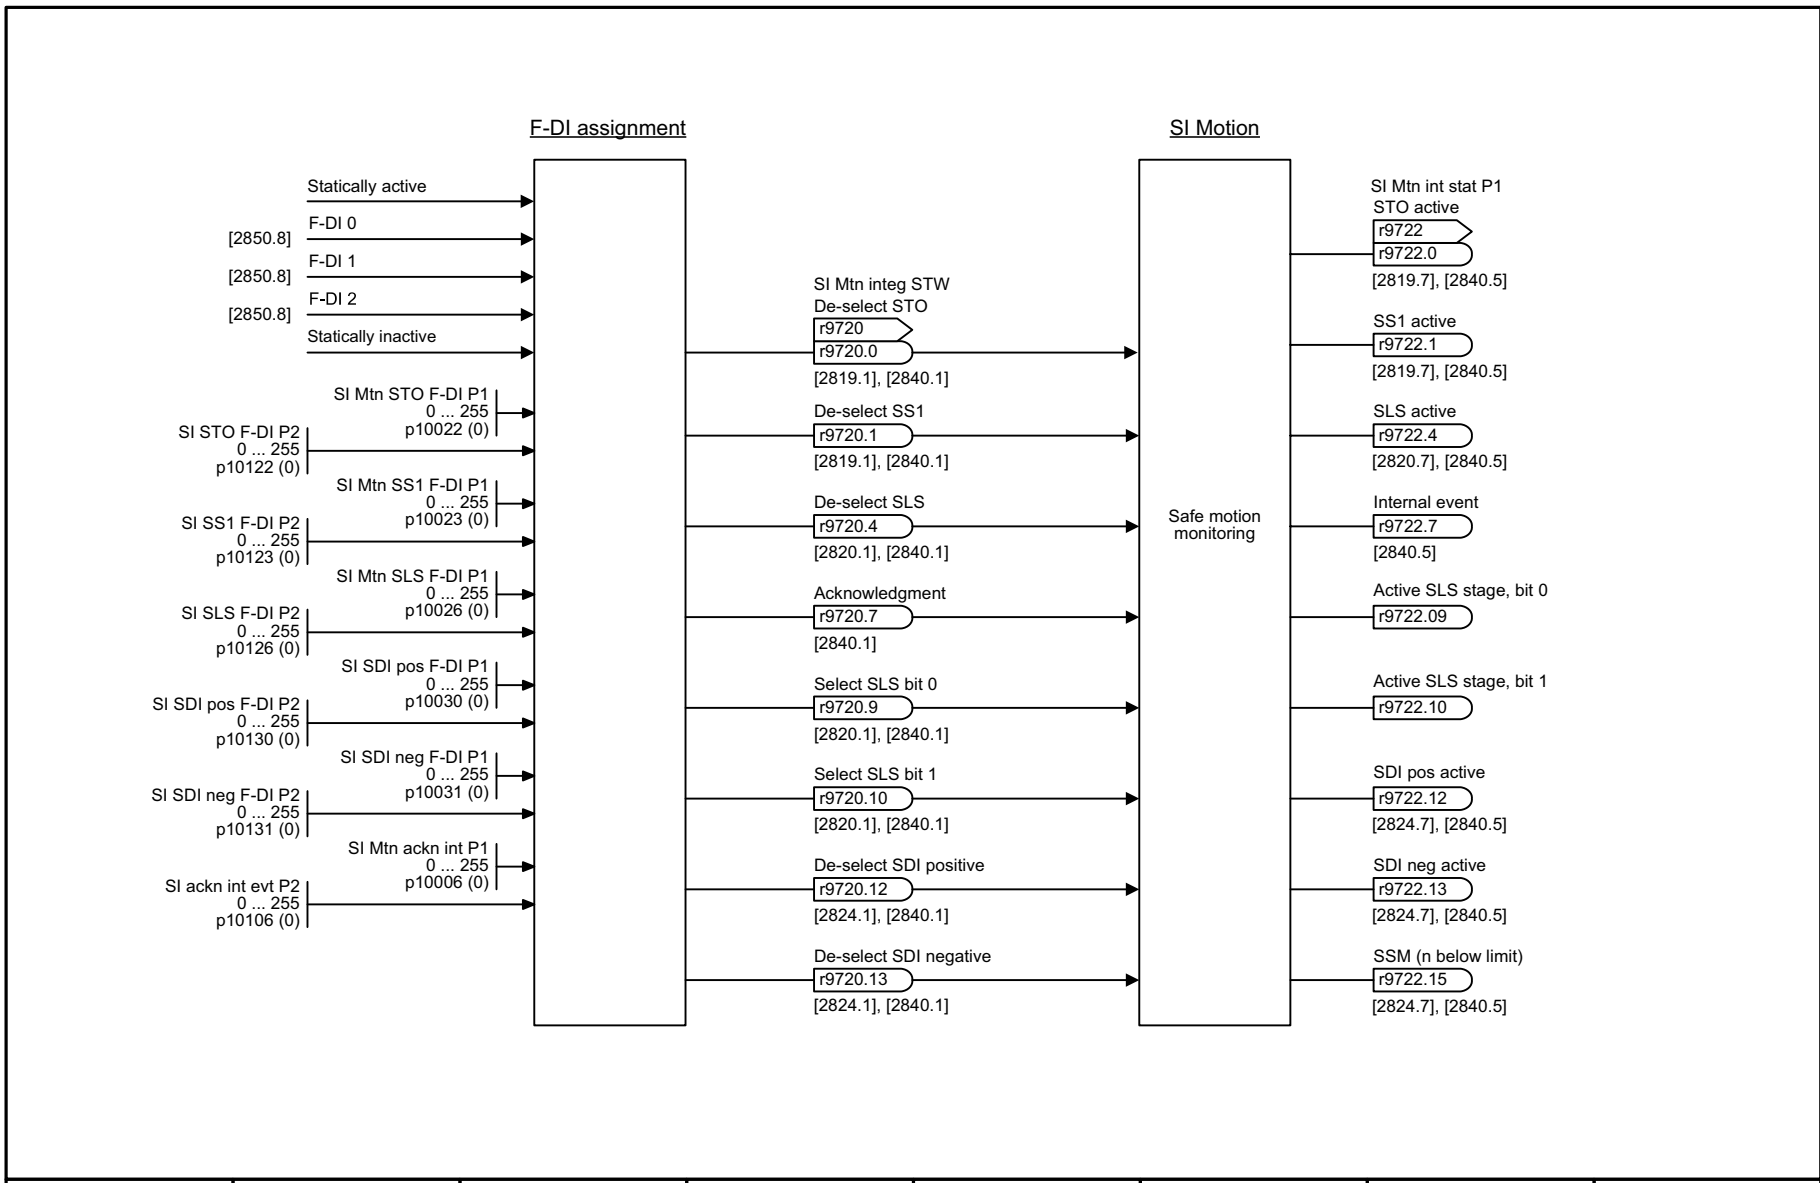 F-DI assignment
SI Motion
Statically active
F-DI 0
[2850.8]
F-DI 1
[2850.8]
F-DI 2
[2850.8]
Statically inactive
SI Mtn STO F-DI P1
0 ... 255
p10022 (0)
SI STO F-DI P2
0 ... 255
p10122 (0)
SI Mtn SS1 F-DI P1
0 ... 255
p10023 (0)
SI SS1 F-DI P2
0 ... 255
p10123 (0)
SI Mtn SLS F-DI P1
0 ... 255
p10026 (0)
SI SLS F-DI P2
0 ... 255
p10126 (0)
SI SDI pos F-DI P1
0 ... 255
p10030 (0)
SI SDI pos F-DI P2
0 ... 255
p10130 (0)
SI SDI neg F-DI P1
0 ... 255
p10031 (0)
SI SDI neg F-DI P2
0 ... 255
p10131 (0)
SI Mtn ackn int P1
0 ... 255
p10006 (0)
SI ackn int evt P2
0 ... 255
p10106 (0)
SI Mtn integ STW
De-select STO
r9720
r9720.0
[2819.1], [2840.1]
De-select SS1
r9720.1
[2819.1], [2840.1]
De-select SLS
r9720.4
[2820.1], [2840.1]
Acknowledgment
r9720.7
[2840.1]
Select SLS bit 0
r9720.9
[2820.1], [2840.1]
Select SLS bit 1
r9720.10
[2820.1], [2840.1]
De-select SDI positive
r9720.12
[2824.1], [2840.1]
De-select SDI negative
r9720.13
[2824.1], [2840.1]
Safe motion
monitoring
SI Mtn int stat P1
STO active
r9722
r9722.0
[2819.7], [2840.5]
SS1 active
r9722.1
[2819.7], [2840.5]
SLS active
r9722.4
[2820.7], [2840.5]
Internal event
r9722.7
[2840.5]
Active SLS stage, bit 0
r9722.09
Active SLS stage, bit 1
r9722.10
SDI pos active
r9722.12
[2824.7], [2840.5]
SDI neg active
r9722.13
[2824.7], [2840.5]
SSM (n below limit)
r9722.15
[2824.7], [2840.5]